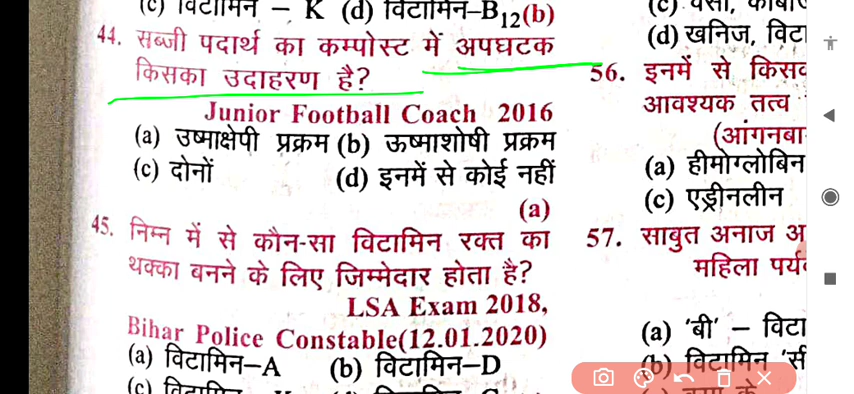 (c) विटामिन – K (d) विटामिन–B12(b)
44. सब्जी पदार्थ का कम्पोस्ट में अपघटक
किसका उदाहरण है?
Junior Football Coach 2016
(a) उष्माक्षेपी प्रक्रम (b) ऊष्माशोषी प्रक्रम
(c) दोनों (d) इनमें से कोई नहीं
(a)
45. निम्न में से कौन-सा विटामिन रक्त का
थक्का बनने के लिए जिम्मेदार होता है?
LSA Exam 2018,
Bihar Police Constable(12.01.2020)
(a) विटामिन–A (b) विटामिन–D
(d) खनिज,
56. इनमें से
आवश्यक तत्व
(a) हीमोग्लोबिन
(c) एड्रीनलीन
57. साबुत अनाज
महिला
(a) 'बी' –
(b) विटामिन